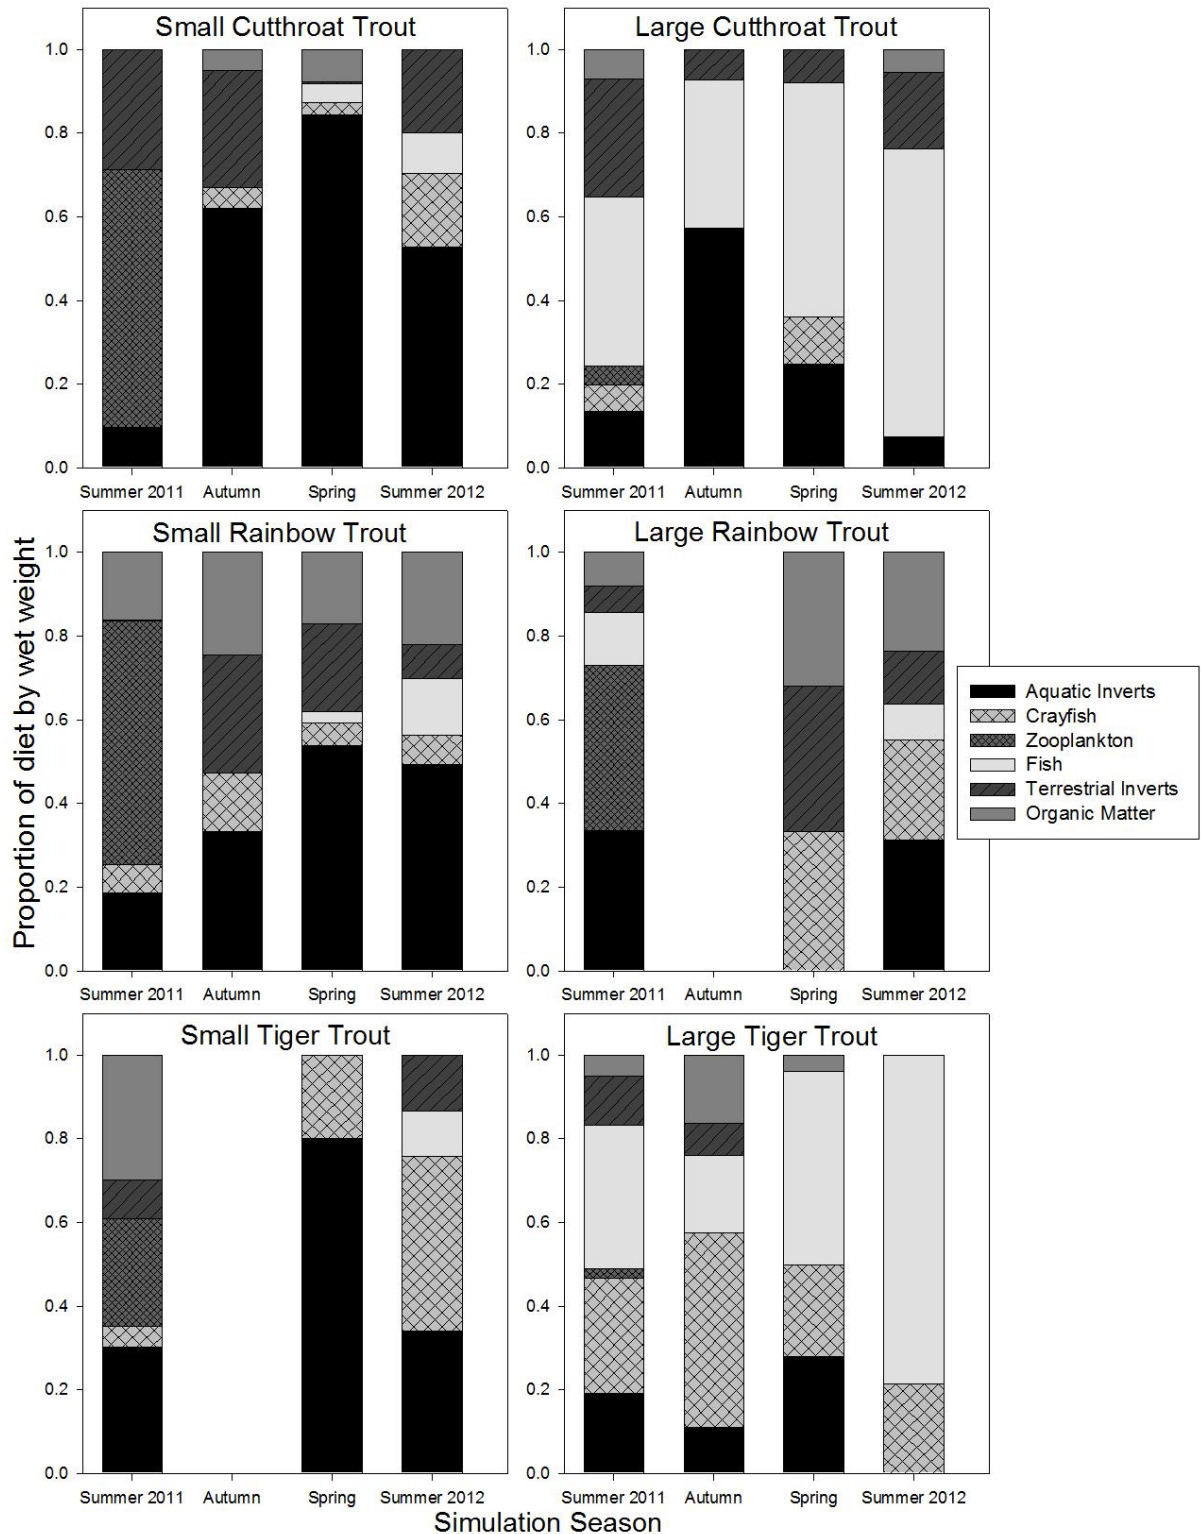 Small Cutthroat Trout
1.0
0.8
0.6
0.4
0.2
0.0
Summer 2011 Autumn Spring Summer 2012
Large Cutthroat Trout
1.0
0.8
0.6
0.4
0.2
0.0
Summer 2011 Autumn Spring Summer 2012
Proportion of diet by wet weight
Small Rainbow Trout
1.0
0.8
0.6
0.4
0.2
0.0
Summer 2011 Autumn Spring Summer 2012
Large Rainbow Trout
1.0
0.8
0.6
0.4
0.2
0.0
Summer 2011 Autumn Spring Summer 2012
Aquatic Inverts
Crayfish
Zooplankton
Fish
Terrestrial Inverts
Organic Matter
Small Tiger Trout
1.0
0.8
0.6
0.4
0.2
0.0
Summer 2011 Autumn Spring Summer 2012
Large Tiger Trout
1.0
0.8
0.6
0.4
0.2
0.0
Summer 2011 Autumn Spring Summer 2012
Simulation Season